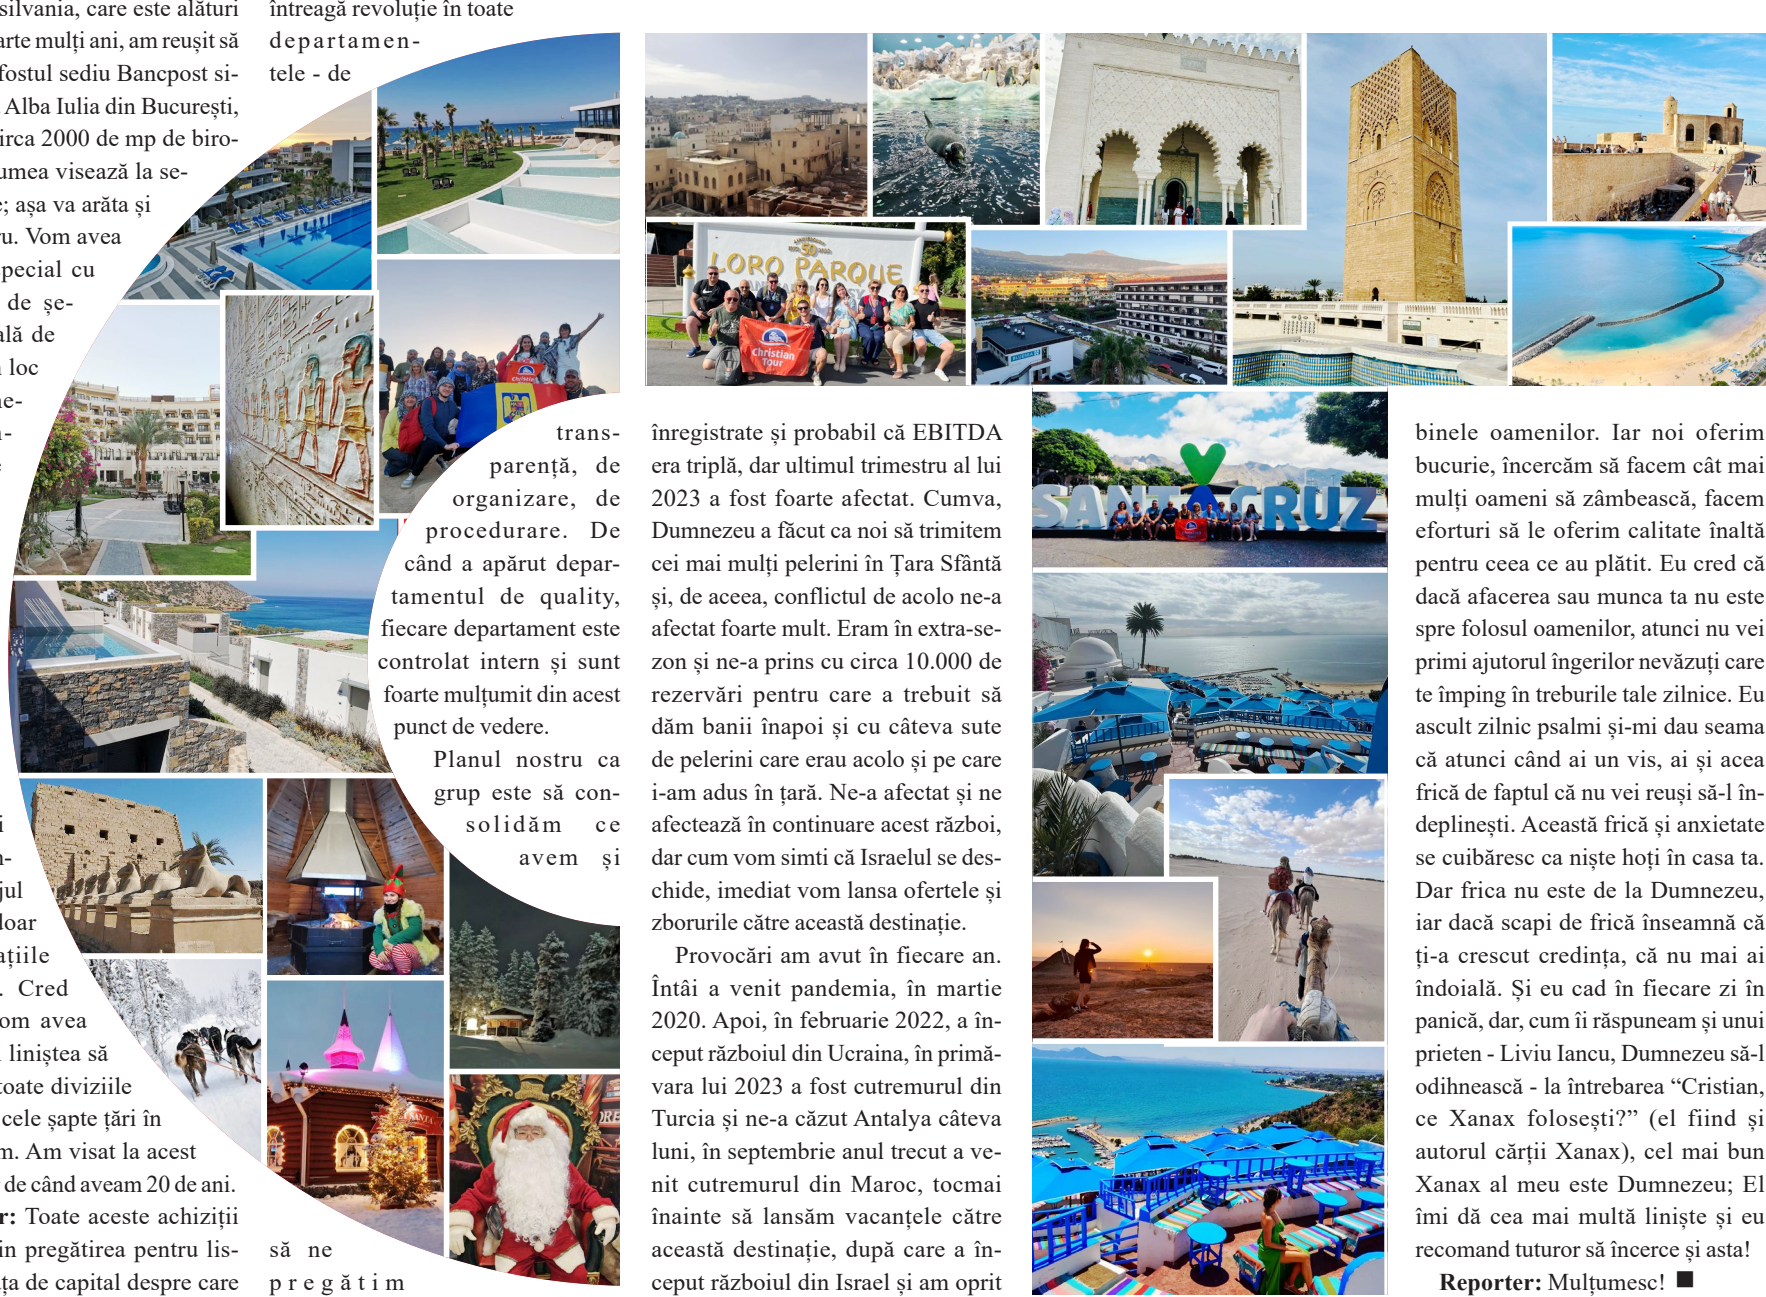 silvania, care este alături
arte mulți ani, am reușit să
fostul sediu Bancpost si-
Alba Iulia din București,
irca 2000 de mp de biro-
umea visează la se-
; așa va arăta și
ru. Vom avea
special cu
de șe-
ală de
loc
ne-
jul
doar
ațiile
. Cred
om avea
liniștea să
toate diviziile
cele șapte țări în
m. Am visat la acest
de când aveam 20 de ani.
r: Toate aceste achiziții
in pregătirea pentru lis-
ța de capital despre care
întreagă revoluție în toate
departamen-
tele - de
trans-
parență, de
organizare, de
procedurare. De
când a apărut depar-
tamentul de quality,
fiecare departament este
controlat intern și sunt
foarte mulțumit din acest
punct de vedere.
Planul nostru ca
grup este să con-
solidăm ce
avem și
să ne
pregătim
LORO PARQUE
Christian
Tour
înregistrate și probabil că EBITDA
era triplă, dar ultimul trimestru al lui
2023 a fost foarte afectat. Cumva,
Dumnezeu a făcut ca noi să trimitem
cei mai mulți pelerini în Țara Sfântă
și, de aceea, conflictul de acolo ne-a
afectat foarte mult. Eram în extra-se-
zon și ne-a prins cu circa 10.000 de
rezervări pentru care a trebuit să
dăm banii înapoi și cu câteva sute
de pelerini care erau acolo și pe care
i-am adus în țară. Ne-a afectat și ne
afectează în continuare acest război,
dar cum vom simti că Israelul se des-
chide, imediat vom lansa ofertele și
zborurile către această destinație.
Provocări am avut în fiecare an.
Întâi a venit pandemia, în martie
2020. Apoi, în februarie 2022, a în-
ceput războiul din Ucraina, în primă-
vara lui 2023 a fost cutremurul din
Turcia și ne-a căzut Antalya câteva
luni, în septembrie anul trecut a ve-
nit cutremurul din Maroc, tocmai
înainte să lansăm vacanțele către
această destinație, după care a în-
ceput războiul din Israel și am oprit
SANTA CRUZ
binele oamenilor. Iar noi oferim
bucurie, încercăm să facem cât mai
mulți oameni să zâmbească, facem
eforturi să le oferim calitate înaltă
pentru ceea ce au plătit. Eu cred că
dacă afacerea sau munca ta nu este
spre folosul oamenilor, atunci nu vei
primi ajutorul îngerilor nevăzuți care
te împing în treburile tale zilnice. Eu
ascult zilnic psalmi și-mi dau seama
că atunci când ai un vis, ai și acea
frică de faptul că nu vei reuși să-l în-
deplinești. Această frică și anxietate
se cuibăresc ca niște hoți în casa ta.
Dar frica nu este de la Dumnezeu,
iar dacă scapi de frică înseamnă că
ți-a crescut credința, că nu mai ai
îndoială. Și eu cad în fiecare zi în
panică, dar, cum îi răspuneam și unui
prieten - Liviu Iancu, Dumnezeu să-l
odihnească - la întrebarea “Cristian,
ce Xanax folosești?” (el fiind și
autorul cărții Xanax), cel mai bun
Xanax al meu este Dumnezeu; El
îmi dă cea mai multă liniște și eu
recomand tuturor să încerce și asta!
Reporter: Mulțumesc! ■